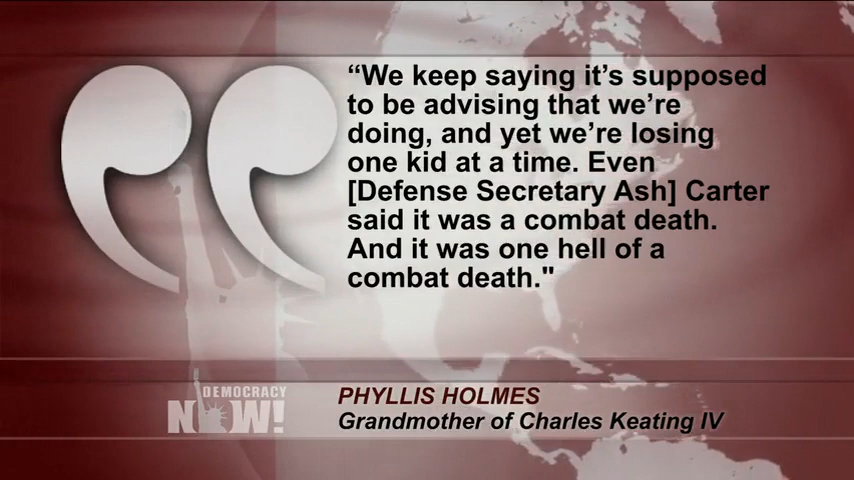 “We keep saying it’s supposed
to be advising that we’re
doing, and yet we’re losing
one kid at a time. Even
[Defense Secretary Ash] Carter
said it was a combat death.
And it was one hell of a
combat death."
DEMOCRACY
NOW!
PHYLLIS HOLMES
Grandmother of Charles Keating IV